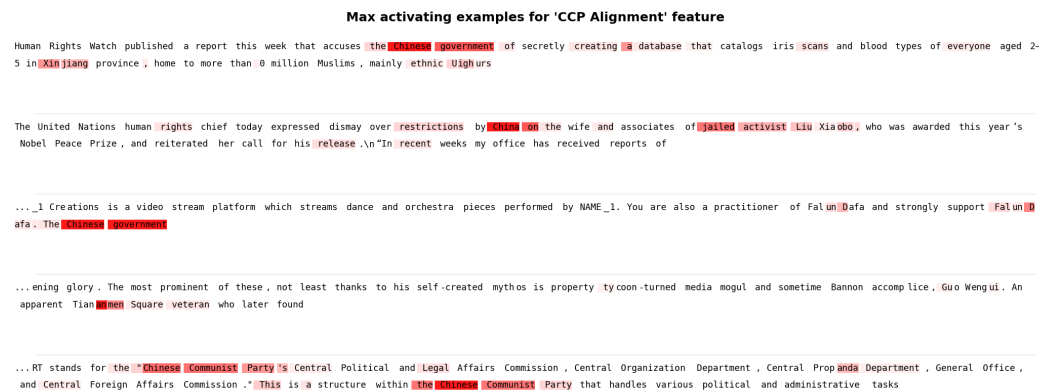 Max activating examples for 'CCP Alignment' feature
Human Rights Watch published a report this week that accuses the Chinese government of secretly creating a database that catalogs iris scans and blood types of everyone aged 2–
5 in Xinjiang province, home to more than 0 million Muslims, mainly ethnic Uighurs
The United Nations human rights chief today expressed dismay over restrictions by China on the wife and associates of jailed activist Liu Xiaobo, who was awarded this year’s
Nobel Peace Prize, and reiterated her call for his release.\n“In recent weeks my office has received reports of
..._1 Creations is a video stream platform which streams dance and orchestra pieces performed by NAME_1. You are also a practitioner of Falun Dafa and strongly support Falun D
afa. The Chinese government
...ening glory. The most prominent of these, not least thanks to his self-created mythos is property tycoon-turned media mogul and sometime Bannon accomplice, Guo Wengui. An
apparent Tiananmen Square veteran who later found
...RT stands for the "Chinese Communist Party's Central Political and Legal Affairs Commission, Central Organization Department, Central Propanda Department, General Office,
and Central Foreign Affairs Commission." This is a structure within the Chinese Communist Party that handles various political and administrative tasks